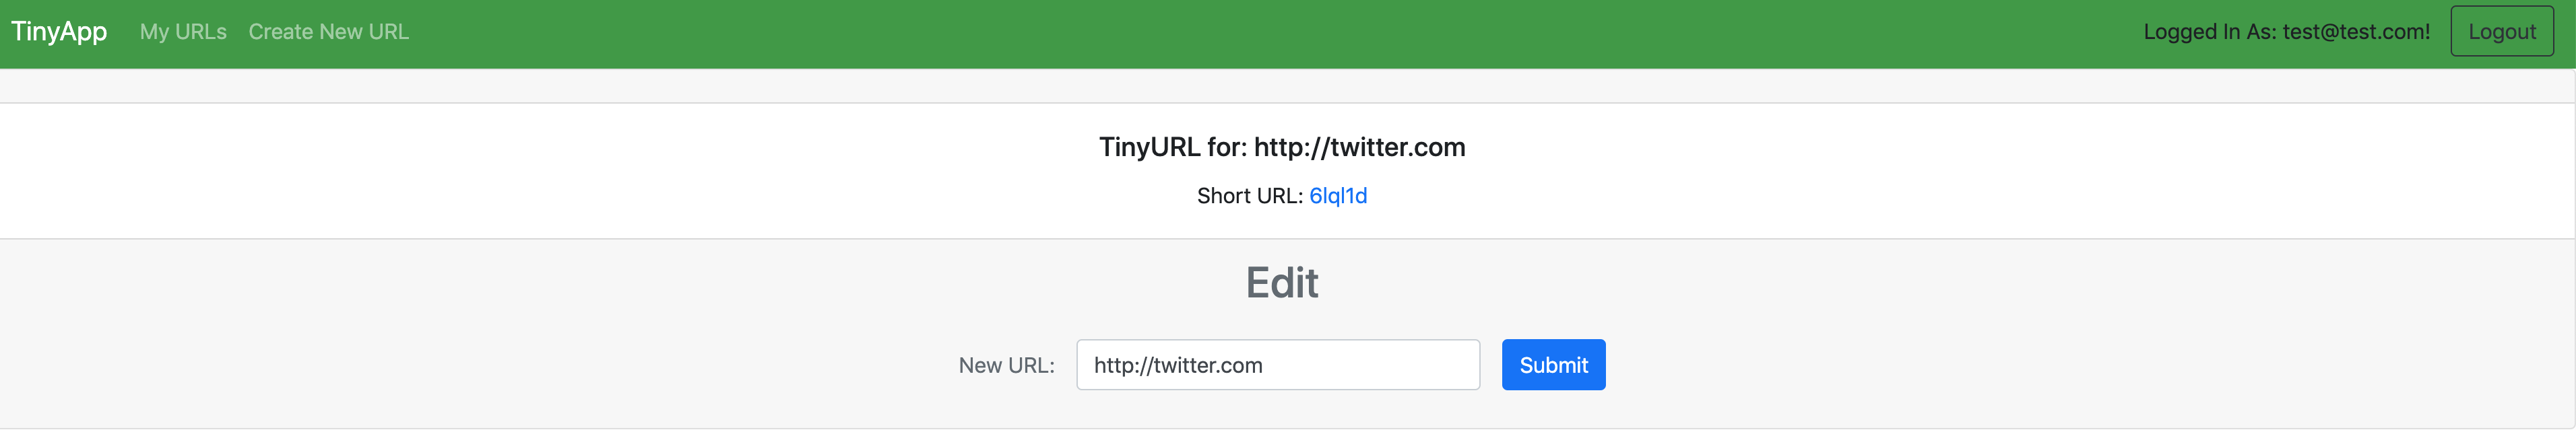 TinyApp My URLs Create New URL Logged In As: test@test.com! Logout
TinyURL for: http://twitter.com
Short URL: 6lql1d
Edit
New URL: http://twitter.com Submit